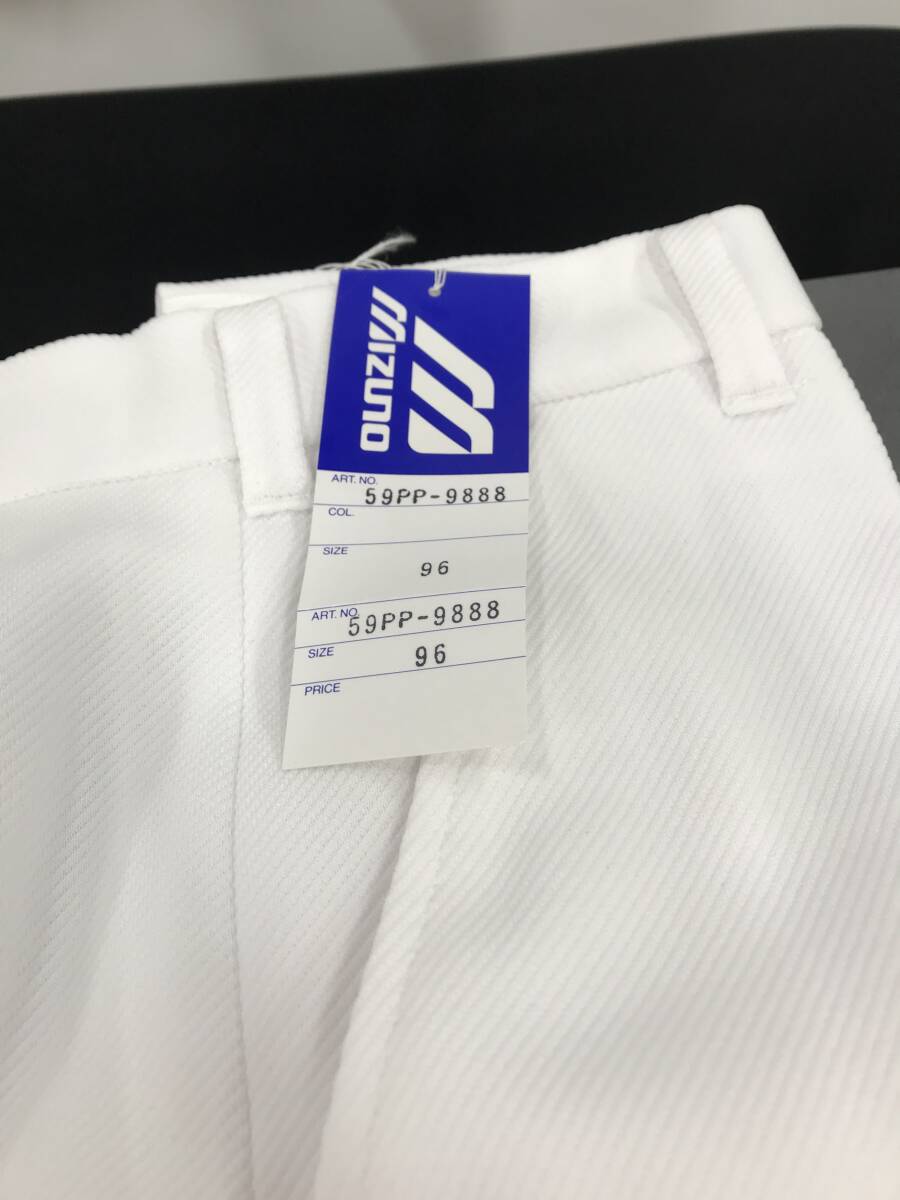 MIZUNO
ART. NO.
59PP-9888
COL.
SIZE
96
ART. NO.
59PP-9888
SIZE
96
PRICE